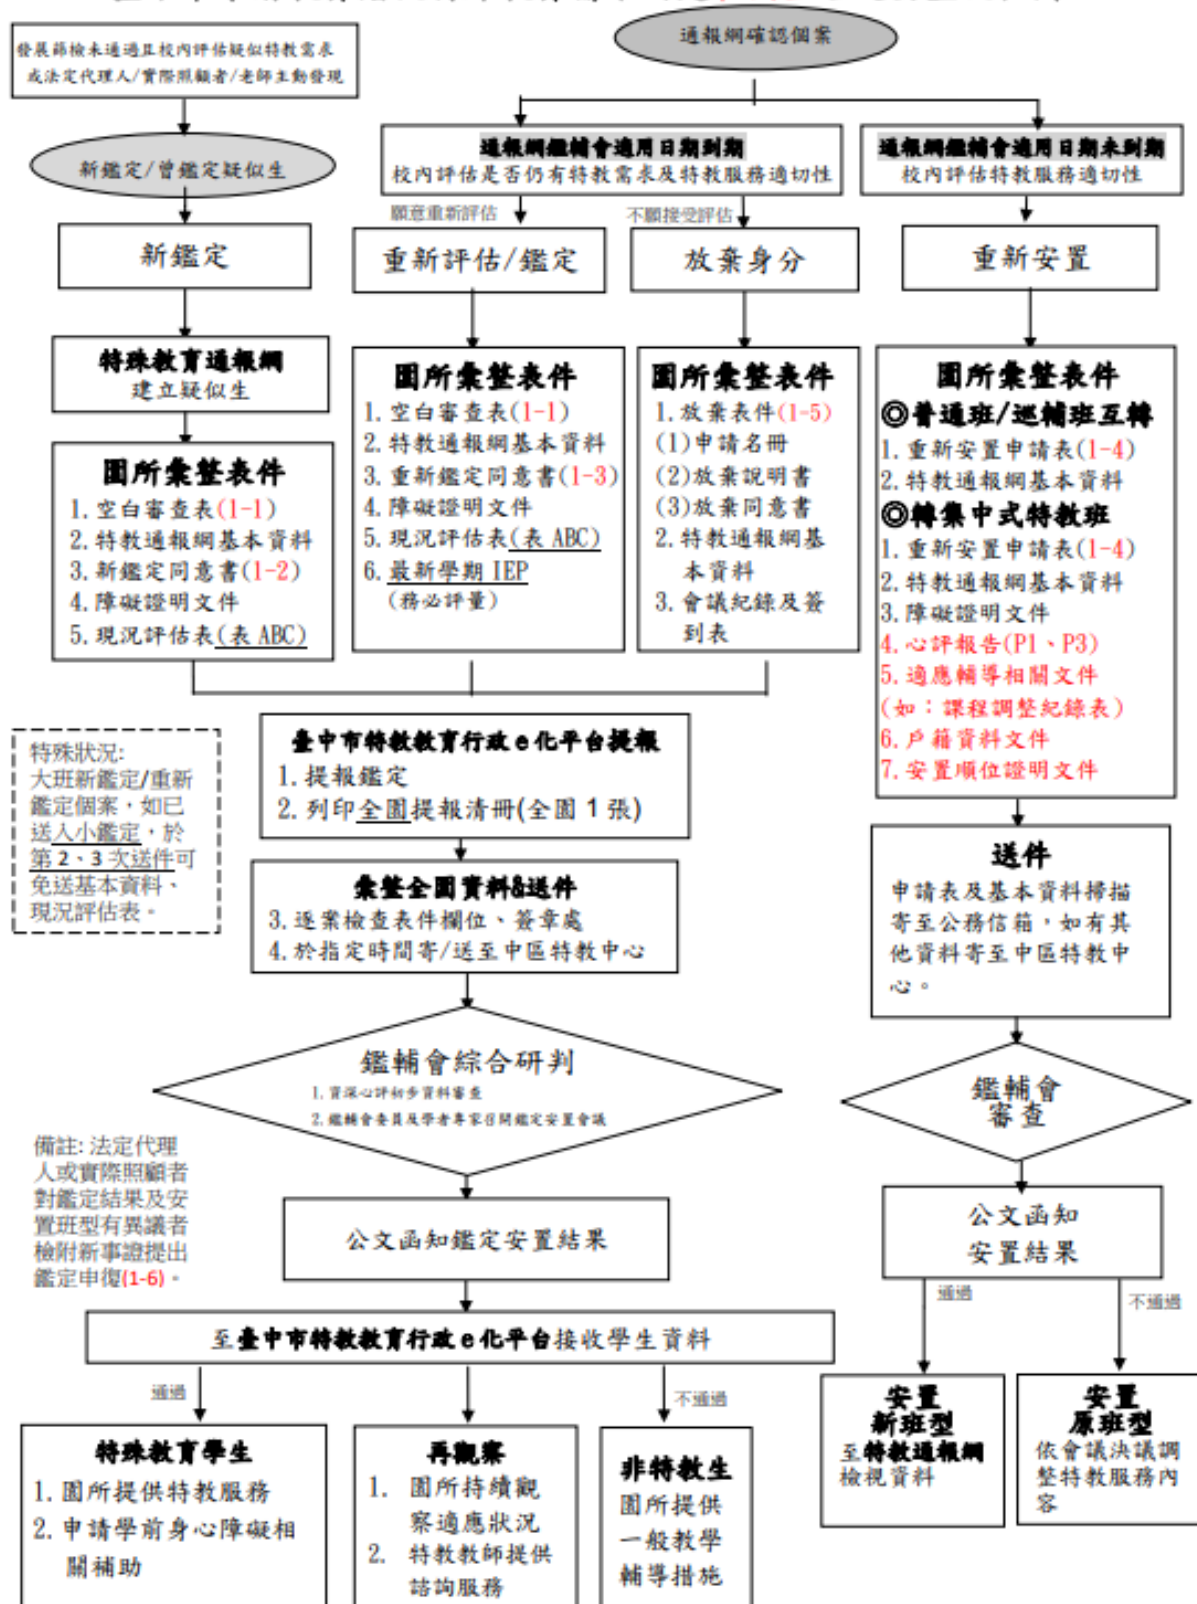 通報網確認個案
發展篩檢未通過且校內評估疑似特教需求
或法定代理人/實際照顧者/老師主動發現
新鑑定/曾鑑定疑似生
通報網鑑輔會適用日期到期
校內評估是否仍有特教需求及特教服務適切性
通報網鑑輔會適用日期未到期
校內評估特教服務適切性
願意重新評估
不願接受評估
新鑑定
重新評估/鑑定
放棄身分
重新安置
特殊教育通報網
建立疑似生
園所彙整表件
1. 空白審查表(1-1)
2. 特教通報網基本資料
3. 新鑑定同意書(1-2)
4. 障礙證明文件
5. 現況評估表(表 ABC)
園所彙整表件
1. 空白審查表(1-1)
2. 特教通報網基本資料
3. 重新鑑定同意書(1-3)
4. 障礙證明文件
5. 現況評估表(表 ABC)
6. 最新學期 IEP
(務必評量)
園所彙整表件
1. 放棄表件(1-5)
(1)申請名冊
(2)放棄說明書
(3)放棄同意書
2. 特教通報網基
本資料
3. 會議紀錄及簽
到表
園所彙整表件
◎普通班/巡輔班互轉
1. 重新安置申請表(1-4)
2. 特教通報網基本資料
◎轉集中式特教班
1. 重新安置申請表(1-4)
2. 特教通報網基本資料
3. 障礙證明文件
4. 心評報告(P1、P3)
5. 適應輔導相關文件
(如：課程調整紀錄表)
6. 戶籍資料文件
7. 安置順位證明文件
特殊狀況:
大班新鑑定/重新
鑑定個案，如已
送入小鑑定，於
第 2、3 次送件可
免送基本資料、
現況評估表。
臺中市特教教育行政 e 化平台提報
1. 提報鑑定
2. 列印全園提報清冊(全園 1 張)
彙整全園資料&送件
3. 逐案檢查表件欄位、簽章處
4. 於指定時間寄/送至中區特教中心
送件
申請表及基本資料掃描
寄至公務信箱，如有其
他資料寄至中區特教中
心。
鑑輔會綜合研判
1. 資深心評初步資料審查
2. 鑑輔會委員及學者專家召開鑑定安置會議
鑑輔會
審查
備註: 法定代理
人或實際照顧者
對鑑定結果及安
置班型有異議者
檢附新事證提出
鑑定申復(1-6)。
公文函知鑑定安置結果
公文函知
安置結果
至臺中市特教教育行政 e 化平台接收學生資料
通過
不通過
通過
不通過
特殊教育學生
1. 園所提供特教服務
2. 申請學前身心障礙相
關補助
再觀察
1. 園所持續觀
察適應狀況
2. 特教教師提供
諮詢服務
非特教生
園所提供
一般教學
輔導措施
安置
新班型
至特教通報網
檢視資料
安置
原班型
依會議決議調
整特教服務內
容